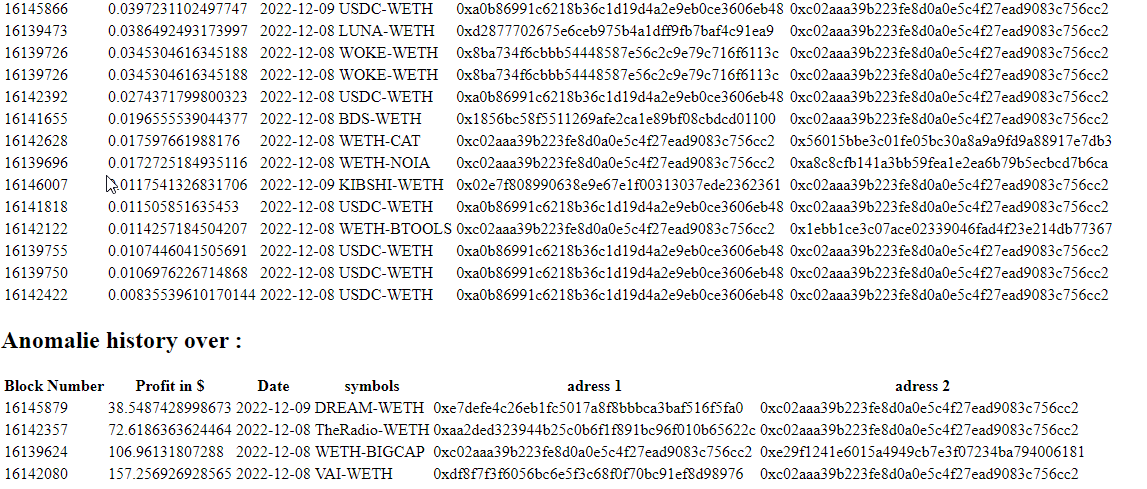 16145866 0.0397231102497747 2022-12-09 USDC-WETH 0xa0b86991c6218b36c1d19d4a2e9eb0ce3606eb48 0xc02aaa39b223fe8d0a0e5c4f27ead9083c756cc2
16139473 0.0386492493173997 2022-12-08 LUNA-WETH 0xd2877702675e6ceb975b4a1dff9fb7baf4c91ea9 0xc02aaa39b223fe8d0a0e5c4f27ead9083c756cc2
16139726 0.0345304616345188 2022-12-08 WOKE-WETH 0x8ba734f6cbbb54448587e56c2c9e79c716f6113c 0xc02aaa39b223fe8d0a0e5c4f27ead9083c756cc2
16139726 0.0345304616345188 2022-12-08 WOKE-WETH 0x8ba734f6cbbb54448587e56c2c9e79c716f6113c 0xc02aaa39b223fe8d0a0e5c4f27ead9083c756cc2
16142392 0.0274371799800323 2022-12-08 USDC-WETH 0xa0b86991c6218b36c1d19d4a2e9eb0ce3606eb48 0xc02aaa39b223fe8d0a0e5c4f27ead9083c756cc2
16141655 0.0196555539044377 2022-12-08 BDS-WETH 0x1856bc58f5511269afe2ca1e89bf08cbdcd01100 0xc02aaa39b223fe8d0a0e5c4f27ead9083c756cc2
16142628 0.017597661988176 2022-12-08 WETH-CAT 0xc02aaa39b223fe8d0a0e5c4f27ead9083c756cc2 0x56015bbe3c01fe05bc30a8a9a9fd9a88917e7db3
16139696 0.0172725184935116 2022-12-08 WETH-NOIA 0xc02aaa39b223fe8d0a0e5c4f27ead9083c756cc2 0xa8c8cfb141a3bb59fea1e2ea6b79b5ecbcd7b6ca
16146007 0.0117541326831706 2022-12-09 KIBSHI-WETH 0x02e7f808990638e9e67e1f00313037ede2362361 0xc02aaa39b223fe8d0a0e5c4f27ead9083c756cc2
16141818 0.011505851635453 2022-12-08 USDC-WETH 0xa0b86991c6218b36c1d19d4a2e9eb0ce3606eb48 0xc02aaa39b223fe8d0a0e5c4f27ead9083c756cc2
16142122 0.0114257184504207 2022-12-08 WETH-BTOOLS 0xc02aaa39b223fe8d0a0e5c4f27ead9083c756cc2 0x1ebb1ce3c07ace02339046fad4f23e214db77367
16139755 0.0107446041505691 2022-12-08 USDC-WETH 0xa0b86991c6218b36c1d19d4a2e9eb0ce3606eb48 0xc02aaa39b223fe8d0a0e5c4f27ead9083c756cc2
16139750 0.0106976226714868 2022-12-08 USDC-WETH 0xa0b86991c6218b36c1d19d4a2e9eb0ce3606eb48 0xc02aaa39b223fe8d0a0e5c4f27ead9083c756cc2
16142422 0.00835539610170144 2022-12-08 USDC-WETH 0xa0b86991c6218b36c1d19d4a2e9eb0ce3606eb48 0xc02aaa39b223fe8d0a0e5c4f27ead9083c756cc2
Anomalie history over :
Block Number Profit in $ Date symbols adress 1 adress 2
16145879 38.5487428998673 2022-12-09 DREAM-WETH 0xe7defe4c26eb1fc5017a8f8bbbca3baf516f5fa0 0xc02aaa39b223fe8d0a0e5c4f27ead9083c756cc2
16142357 72.6186363624464 2022-12-08 TheRadio-WETH 0xaa2ded323944b25c0b6f1f891bc96f010b65622c 0xc02aaa39b223fe8d0a0e5c4f27ead9083c756cc2
16139624 106.96131807288 2022-12-08 WETH-BIGCAP 0xc02aaa39b223fe8d0a0e5c4f27ead9083c756cc2 0xe29f1241e6015a4949cb7e3f07234ba794006181
16142080 157.256926928565 2022-12-08 VAI-WETH 0xdf8f7f3f6056bc6e5f3c68f0f70bc91ef8d98976 0xc02aaa39b223fe8d0a0e5c4f27ead9083c756cc2